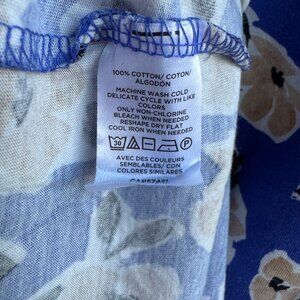 100% COTTON/ COTON/
ALGODÓN
MACHINE WASH COLD
DELICATE CYCLE WITH LIKE
COLORS
ONLY NON-CHLORINE
BLEACH WHEN NEEDED
RESHAPE DRY FLAT
COOL IRON WHEN NEEDED
30 P
AVEC DES COULEURS
SEMBLABLES/ CON
COLORES SIMILARES